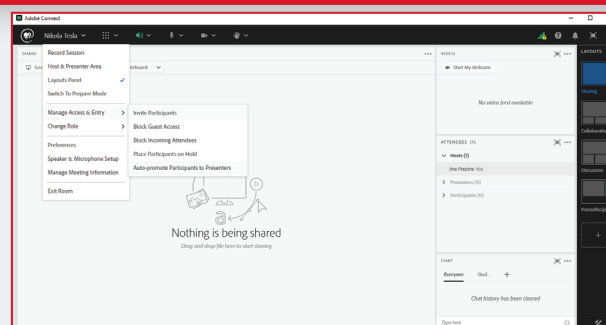 Adobe Connect
Nikola Tesla
SHARE
Record Session
Host & Presenter Area
Layouts Panel
Switch To Prepare Mode
Manage Access & Entry
Change Role
Preferences
Speaker & Microphone Setup
Manage Meeting Information
Exit Room
Invite Participants
Block Guest Access
Block Incoming Attendees
Place Participants on Hold
Auto-promote Participants to Presenters
Nothing is being shared
Drag and drop file here to start sharing
VIDEO
Start My Webcam
No video feed available
ATTENDEES (1)
Hosts (1)
You
Presenters (0)
Participants (0)
CHAT
Everyone
Stud...
Chat history has been cleared
Type here
LAYOUTS
Sharing
Discussion